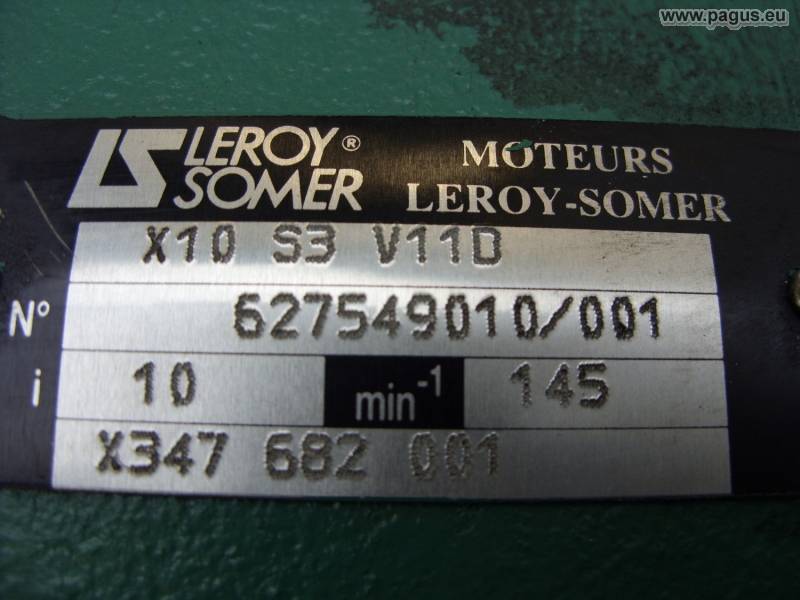 www.pagus.eu
LEROY®
SOMER
MOTEURS
LEROY-SOMER
X10 S3 V11D
N° 627549010/001
i 10 min-1 145
X347 682 001